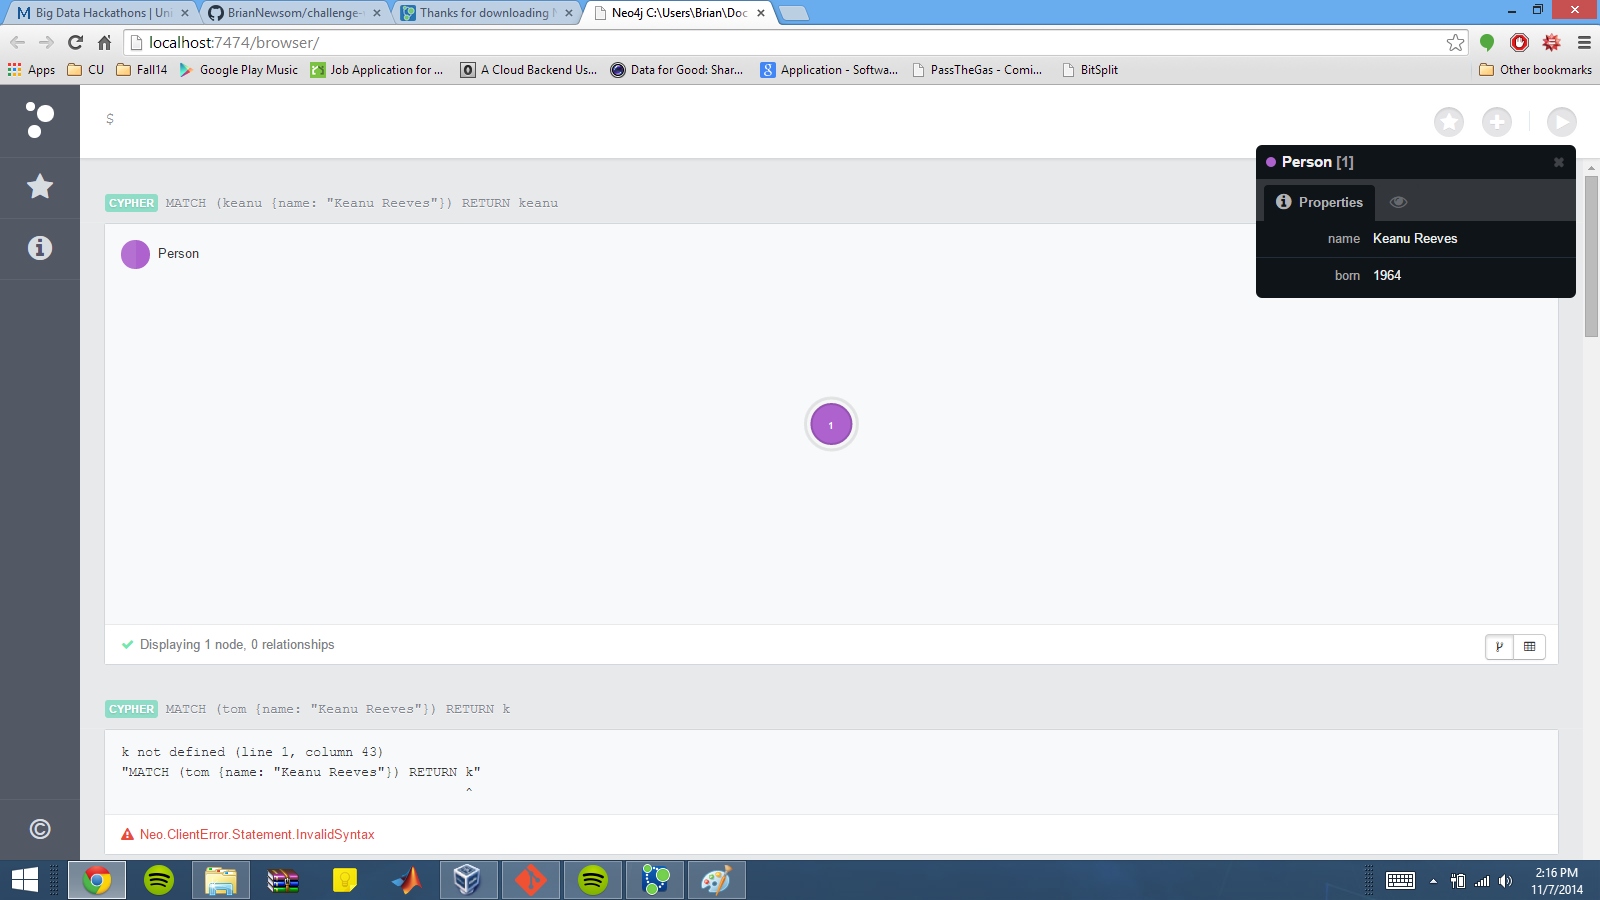 Big Data Hackathons | Uni
BrianNewsom/challenge-
Thanks for downloading N
Neo4j C:\Users\Brian\Doc
localhost:7474/browser/
Apps
CU
Fall14
Google Play Music
Job Application for ...
A Cloud Backend Us...
Data for Good: Shar...
Application - Softwa...
PassTheGas - Comi...
BitSplit
Other bookmarks
$
Person [1]
Properties
name Keanu Reeves
born 1964
CYPHER MATCH (keanu {name: "Keanu Reeves"}) RETURN keanu
Person
1
Displaying 1 node, 0 relationships
CYPHER MATCH (tom {name: "Keanu Reeves"}) RETURN k
k not defined (line 1, column 43)
"MATCH (tom {name: "Keanu Reeves"}) RETURN k"
^
Neo.ClientError.Statement.InvalidSyntax
2:16 PM
11/7/2014